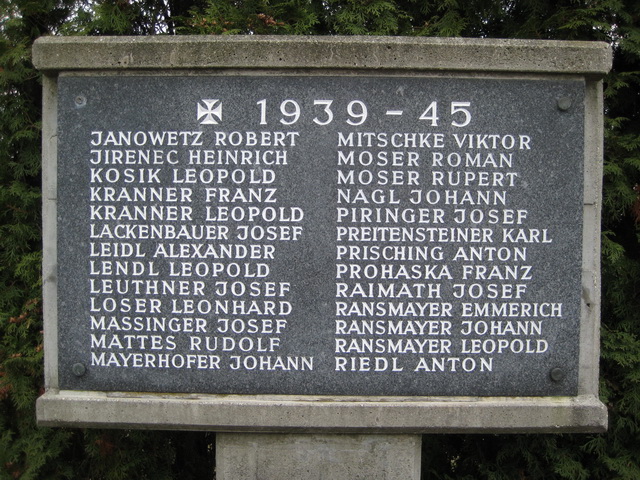 ✠ 1939 - 45
JANOWETZ ROBERT
JIRENEC HEINRICH
KOSIK LEOPOLD
KRANNER FRANZ
KRANNER LEOPOLD
LACKENBAUER JOSEF
LEIDL ALEXANDER
LENDL LEOPOLD
LEUTHNER JOSEF
LOSER LEONHARD
MASSINGER JOSEF
MATTES RUDOLF
MAYERHOFER JOHANN
MITSCHKE VIKTOR
MOSER ROMAN
MOSER RUPERT
NAGL JOHANN
PIRINGER JOSEF
PREITENSTEINER KARL
PRISCHING ANTON
PROHASKA FRANZ
RAIMATH JOSEF
RANSMAYER EMMERICH
RANSMAYER JOHANN
RANSMAYR LEOPOLD
RIEDL ANTON